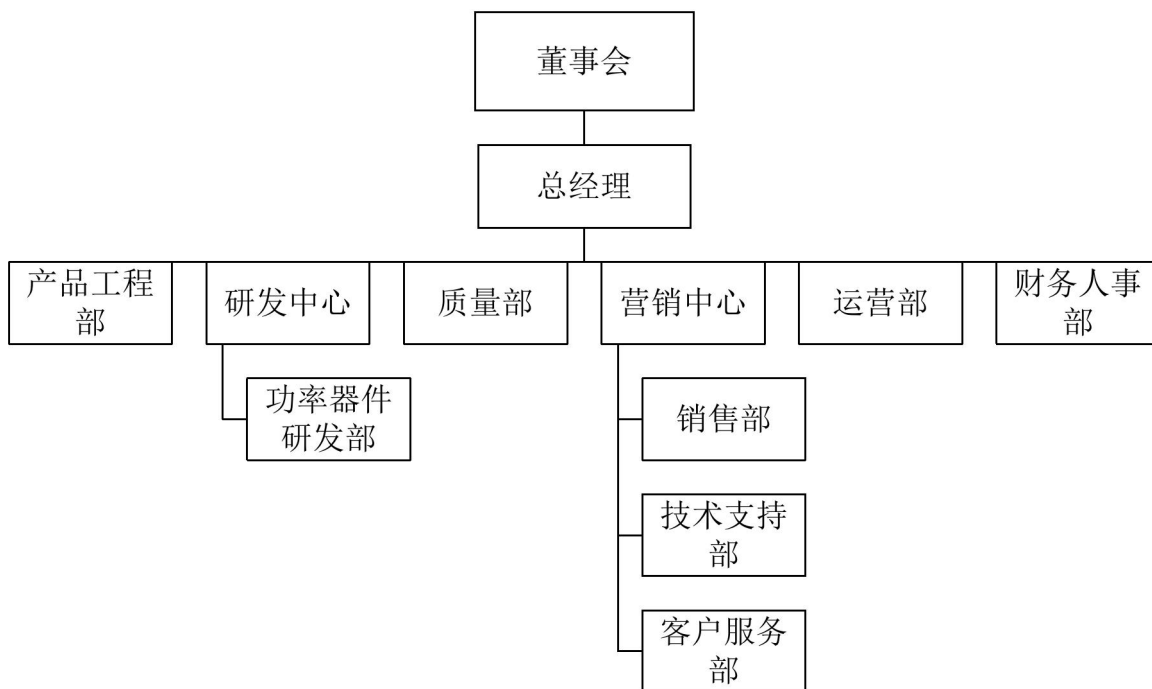 董事会
总经理
产品工程
部
研发中心
质量部
营销中心
运营部
财务人事
部
功率器件
研发部
销售部
技术支持
部
客户服务
部